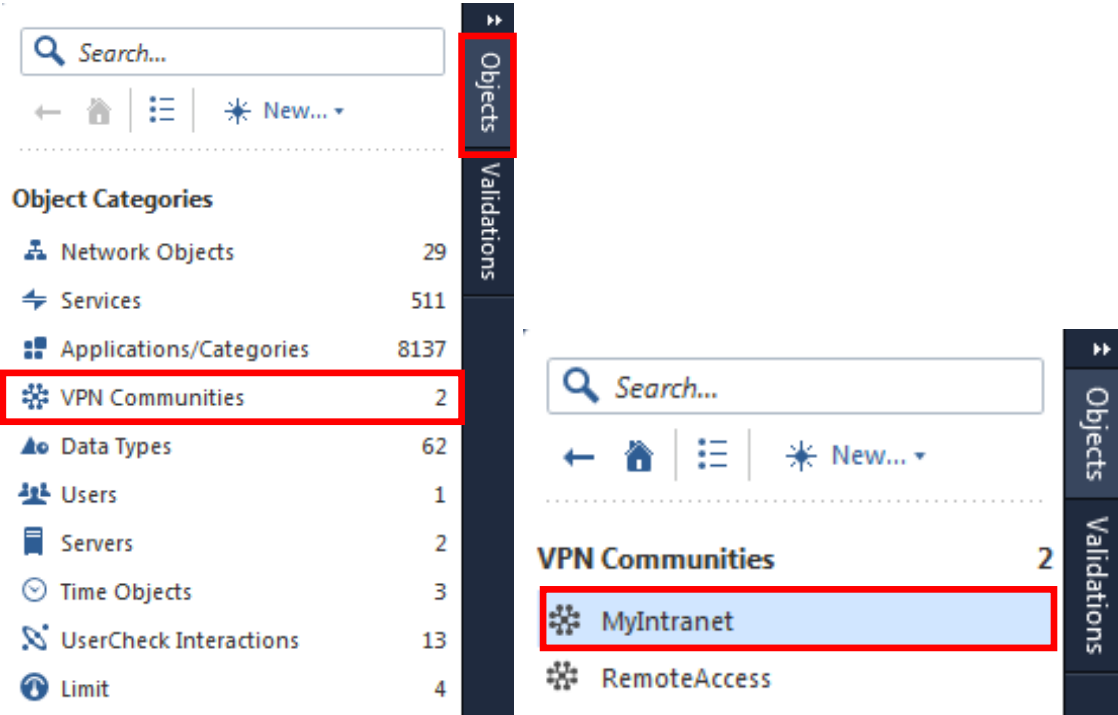 Search...
New...
Object Categories
Network Objects 29
Services 511
Applications/Categories 8137
VPN Communities 2
Data Types 62
Users 1
Servers 2
Time Objects 3
UserCheck Interactions 13
Limit 4
Objects
Validations
Search...
New...
VPN Communities 2
MyIntranet
RemoteAccess
Objects
Validations